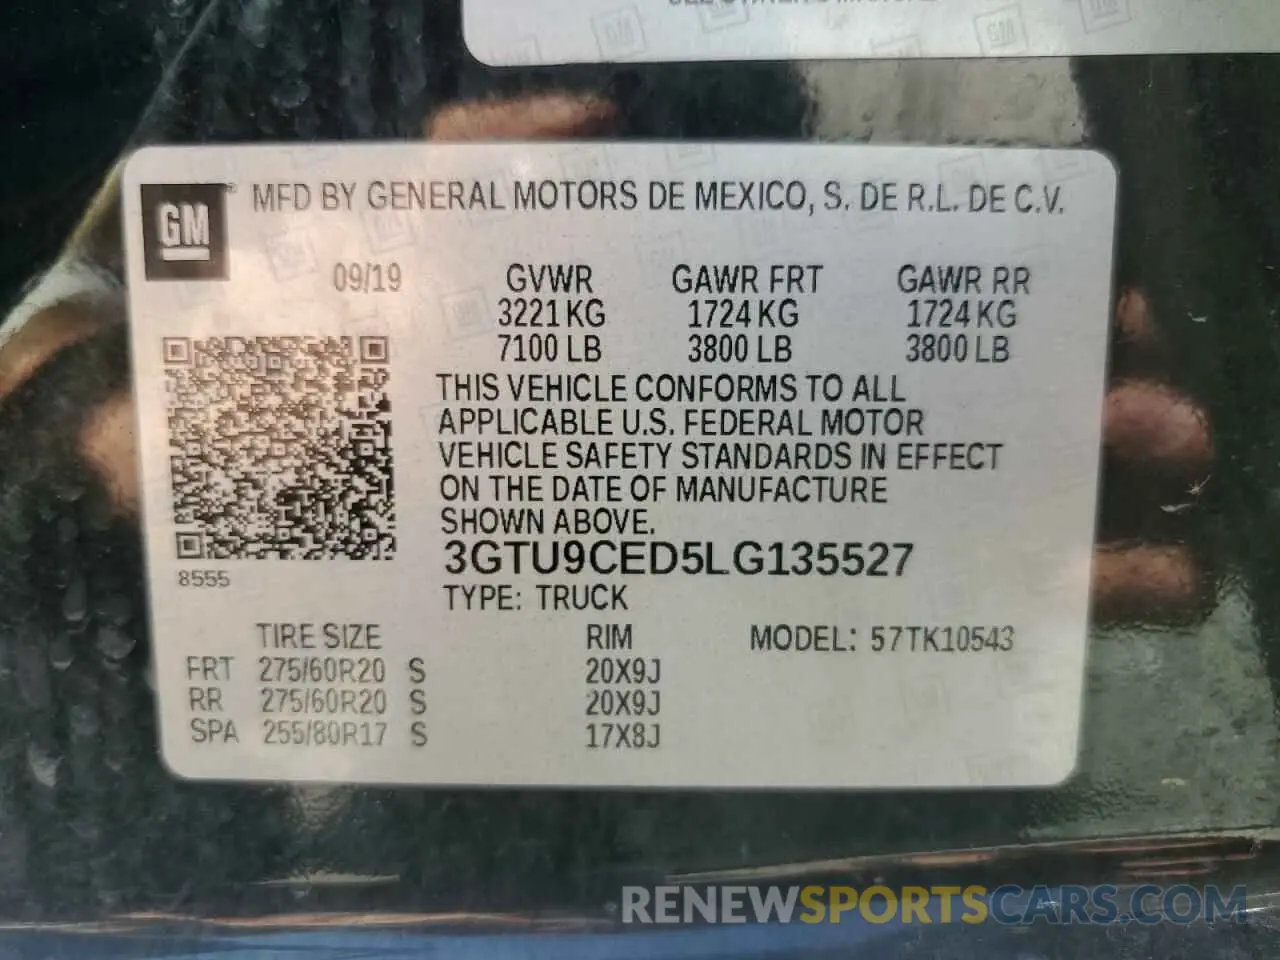 GM® MFD BY GENERAL MOTORS DE MEXICO, S. DE R.L. DE C.V.
09/19 GVWR GAWR FRT GAWR RR
3221 KG 1724 KG 1724 KG
7100 LB 3800 LB 3800 LB
THIS VEHICLE CONFORMS TO ALL
APPLICABLE U.S. FEDERAL MOTOR
VEHICLE SAFETY STANDARDS IN EFFECT
ON THE DATE OF MANUFACTURE
SHOWN ABOVE.
3GTU9CED5LG135527
8555
TYPE: TRUCK
TIRE SIZE RIM MODEL: 57TK10543
FRT 275/60R20 S 20X9J
RR 275/60R20 S 20X9J
SPA 255/80R17 S 17X8J
RENEWSPORTSCARS.COM